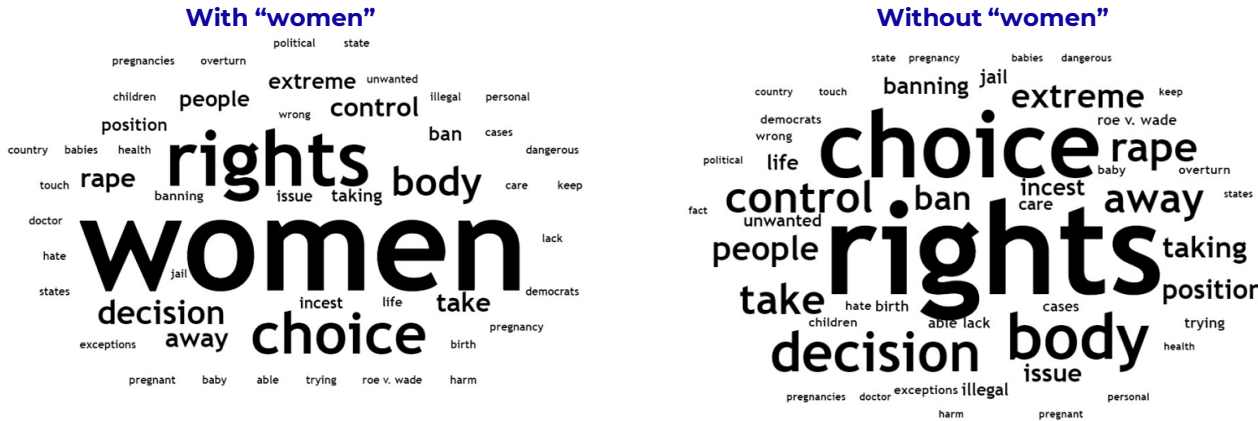 With “women”
political state
pregnancies overturn
extreme unwanted
children people illegal personal
wrong control
position ban cases
rights
country babies health dangerous
touch rape body care keep
banning issue taking
doctor
women
lack
hate
jail
states incest life take democrats
decision
choice pregnancy
exceptions away birth
pregnant baby able trying roe v. wade harm
Without “women”
state pregnancy babies dangerous
banning jail
country touch extreme keep
democrats choice roe v. wade
wrong
political life rape
baby overturn
control ban incest away states
care
fact unwanted
people rights taking
take position
hate birth cases
children able lack trying
decision body health
issue
pregnancies doctor exceptions illegal personal
harm pregnant